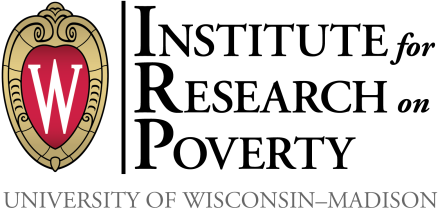 W
INSTITUTE for
RESEARCH on
POVERTY
UNIVERSITY OF WISCONSIN–MADISON